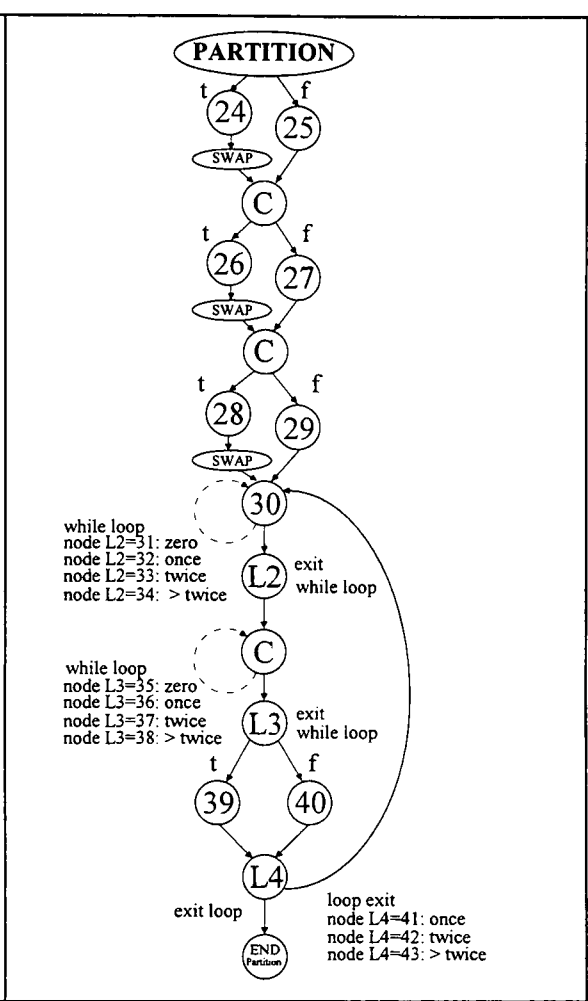 PARTITION
t f
24 25
SWAP
C
t f
26 27
SWAP
C
t f
28 29
SWAP
30
while loop
node L2=31: zero
node L2=32: once
node L2=33: twice
node L2=34: > twice
L2 exit
while loop
C
while loop
node L3=35: zero
node L3=36: once
node L3=37: twice
node L3=38: > twice
L3 exit
while loop
t f
39 40
L4
exit loop
loop exit
node L4=41: once
node L4=42: twice
node L4=43: > twice
END
Partition